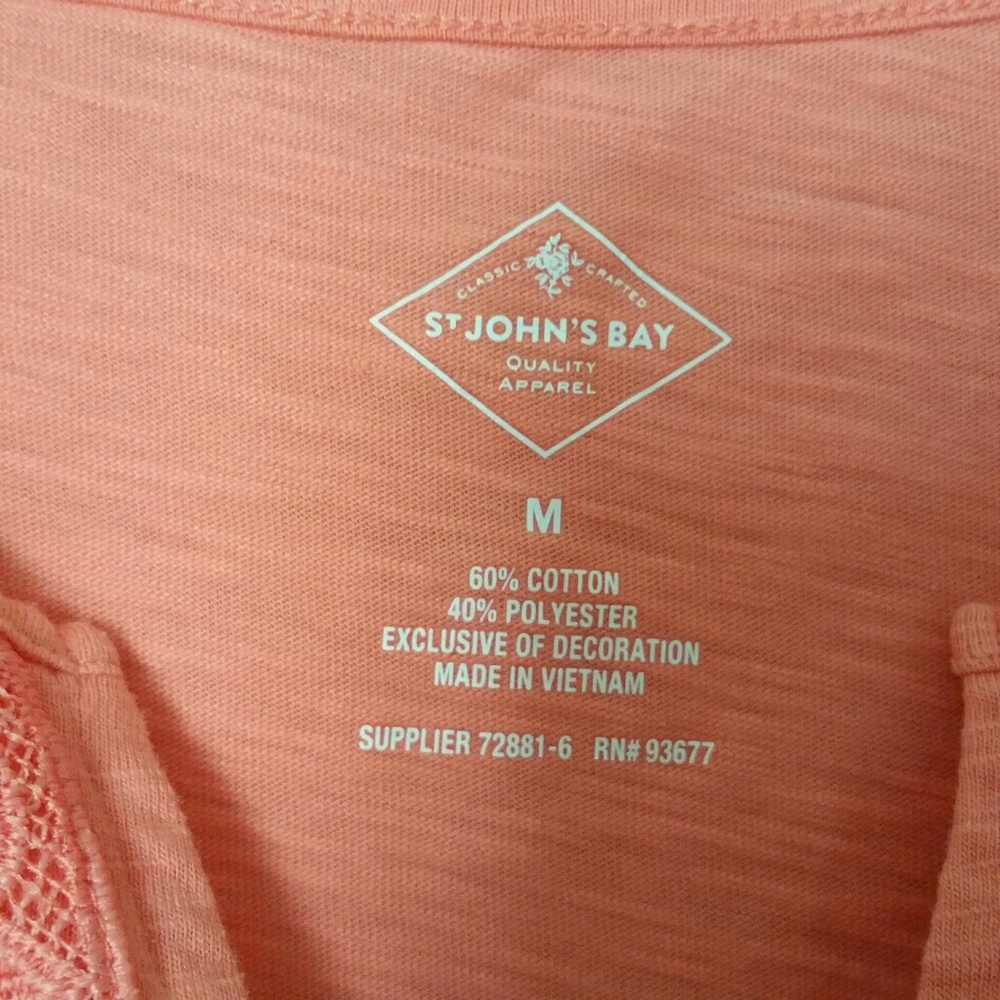 CLASSIC CRAFTED
ST JOHN'S BAY
QUALITY
APPAREL
M
60% COTTON
40% POLYESTER
EXCLUSIVE OF DECORATION
MADE IN VIETNAM
SUPPLIER 72881-6 RN# 93677